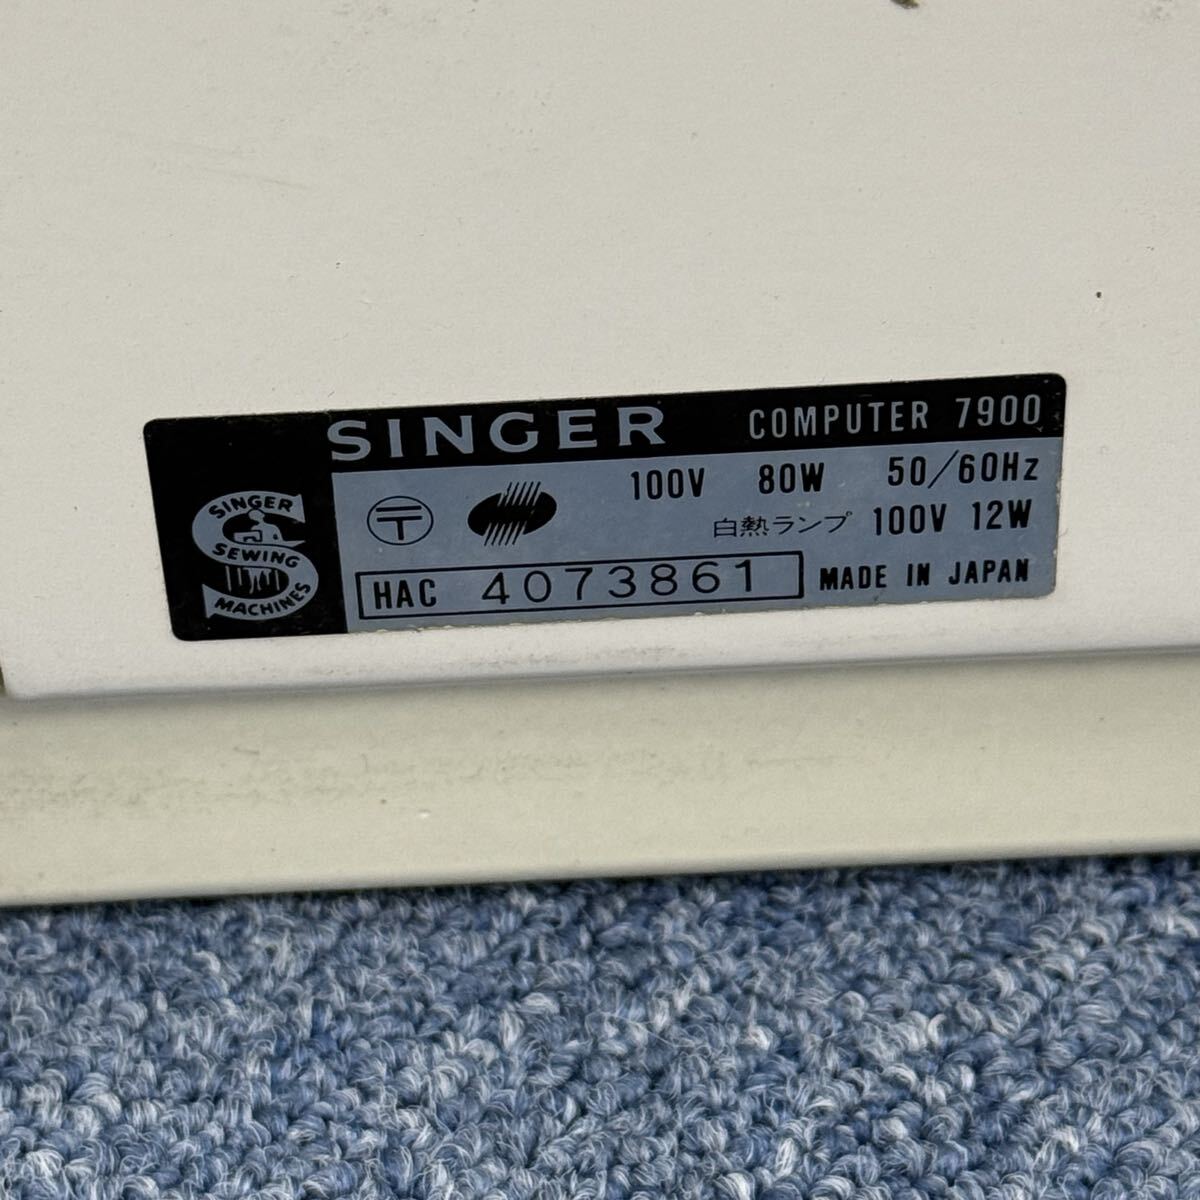 SINGER COMPUTER 7900
100V 80W 50/60Hz
〒
白熱ランプ 100V 12W
HAC 4073861 MADE IN JAPAN
SINGER
SEWING
MACHINES